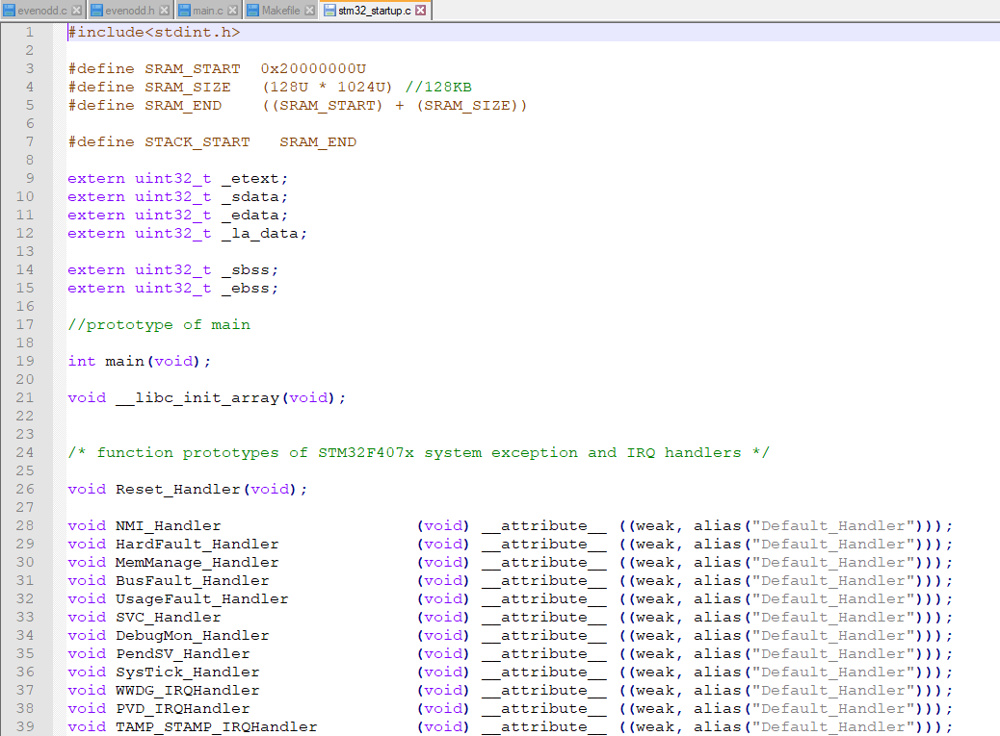 evenodd.c evenodd.h main.c Makefile stm32_startup.c
1 #include<stdint.h>
2
3 #define SRAM_START  0x20000000U
4 #define SRAM_SIZE   (128U * 1024U) //128KB
5 #define SRAM_END    ((SRAM_START) + (SRAM_SIZE))
6
7 #define STACK_START   SRAM_END
8
9 extern uint32_t _etext;
10 extern uint32_t _sdata;
11 extern uint32_t _edata;
12 extern uint32_t _la_data;
13
14 extern uint32_t _sbss;
15 extern uint32_t _ebss;
16
17 //prototype of main
18
19 int main(void);
20
21 void __libc_init_array(void);
22
23
24 /* function prototypes of STM32F407x system exception and IRQ handlers */
25
26 void Reset_Handler(void);
27
28 void NMI_Handler                    (void) __attribute__ ((weak, alias("Default_Handler")));
29 void HardFault_Handler              (void) __attribute__ ((weak, alias("Default_Handler")));
30 void MemManage_Handler              (void) __attribute__ ((weak, alias("Default_Handler")));
31 void BusFault_Handler               (void) __attribute__ ((weak, alias("Default_Handler")));
32 void UsageFault_Handler             (void) __attribute__ ((weak, alias("Default_Handler")));
33 void SVC_Handler                    (void) __attribute__ ((weak, alias("Default_Handler")));
34 void DebugMon_Handler               (void) __attribute__ ((weak, alias("Default_Handler")));
35 void PendSV_Handler                 (void) __attribute__ ((weak, alias("Default_Handler")));
36 void SysTick_Handler                (void) __attribute__ ((weak, alias("Default_Handler")));
37 void WWDG_IRQHandler                (void) __attribute__ ((weak, alias("Default_Handler")));
38 void PVD_IRQHandler                 (void) __attribute__ ((weak, alias("Default_Handler")));
39 void TAMP_STAMP_IRQHandler          (void) __attribute__ ((weak, alias("Default_Handler")));